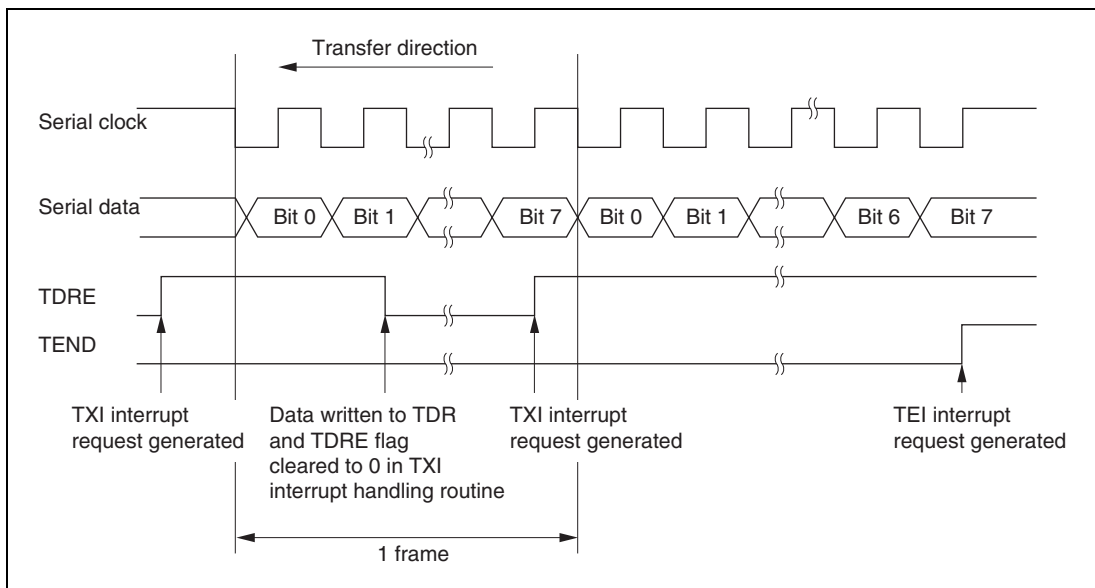 Transfer direction
Serial clock
Serial data
Bit 0
Bit 1
Bit 7
Bit 0
Bit 1
Bit 6
Bit 7
TDRE
TEND
TXI interrupt
request generated
Data written to TDR
and TDRE flag
cleared to 0 in TXI
interrupt handling routine
TXI interrupt
request generated
TEI interrupt
request generated
1 frame